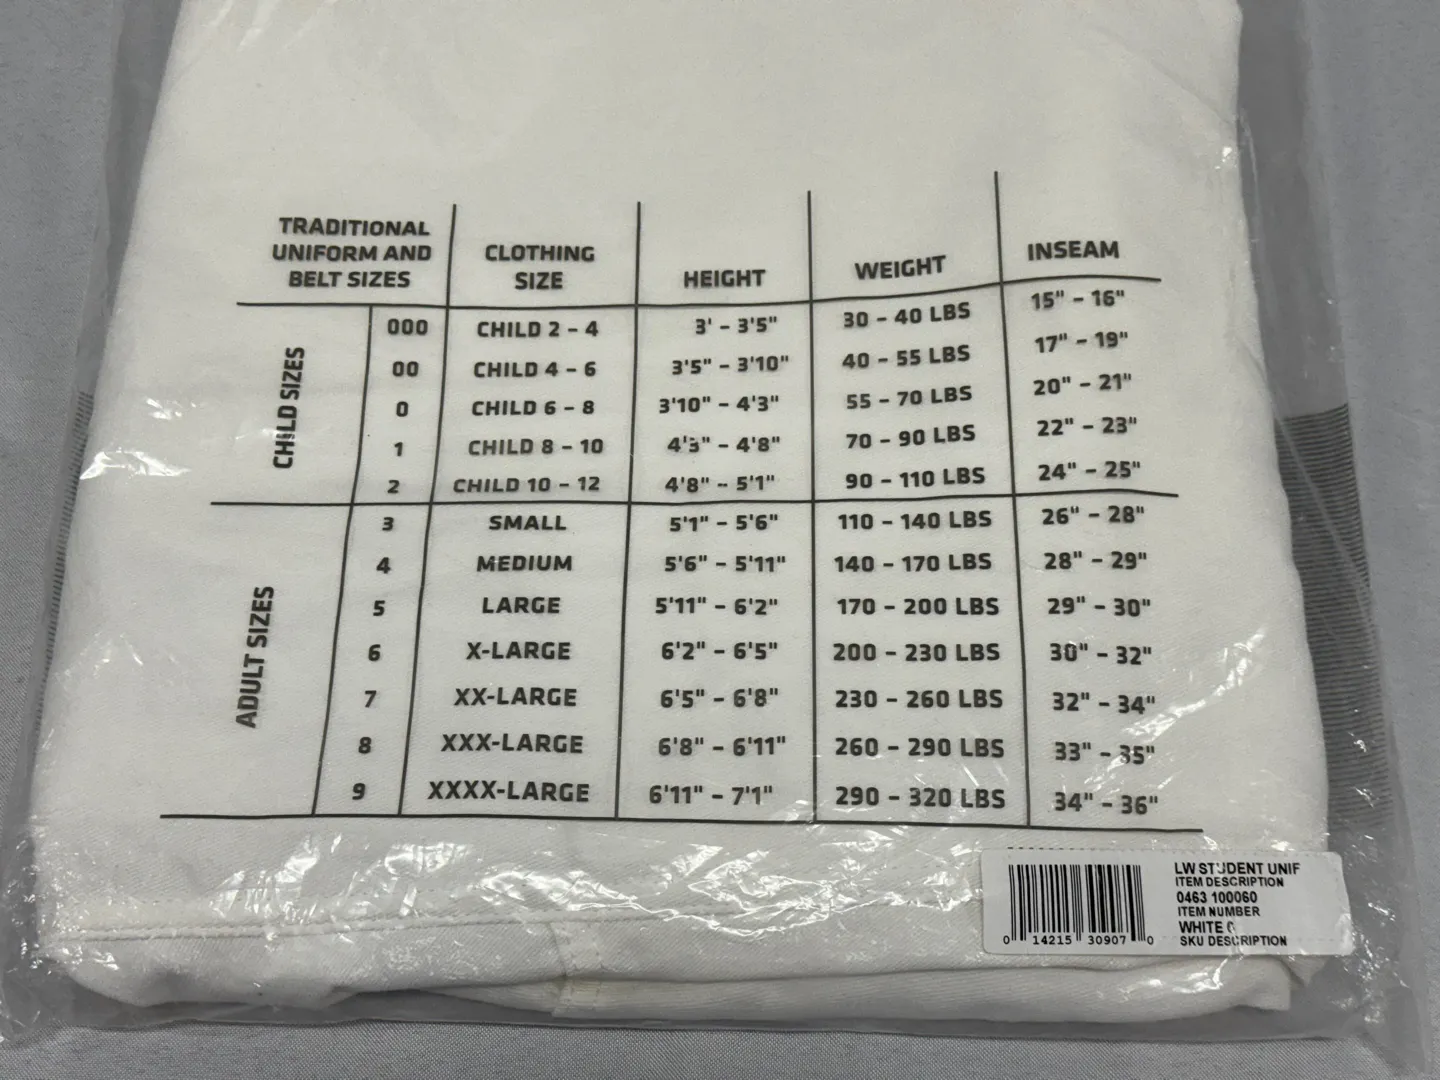 TRADITIONAL
UNIFORM AND
BELT SIZES
CLOTHING
SIZE
HEIGHT
WEIGHT
INSEAM
CHILD SIZES
000 CHILD 2 – 4 3' – 3'5" 30 – 40 LBS 15" – 16"
00 CHILD 4 – 6 3'5" – 3'10" 40 – 55 LBS 17" – 19"
0 CHILD 6 – 8 3'10" – 4'3" 55 – 70 LBS 20" – 21"
1 CHILD 8 – 10 4'3" – 4'8" 70 – 90 LBS 22" – 23"
2 CHILD 10 – 12 4'8" – 5'1" 90 – 110 LBS 24" – 25"
ADULT SIZES
3 SMALL 5'1" – 5'6" 110 – 140 LBS 26" – 28"
4 MEDIUM 5'6" – 5'11" 140 – 170 LBS 28" – 29"
5 LARGE 5'11" – 6'2" 170 – 200 LBS 29" – 30"
6 X-LARGE 6'2" – 6'5" 200 – 230 LBS 30" – 32"
7 XX-LARGE 6'5" – 6'8" 230 – 260 LBS 32" – 34"
8 XXX-LARGE 6'8" – 6'11" 260 – 290 LBS 33" – 35"
9 XXXX-LARGE 6'11" – 7'1" 290 – 320 LBS 34" – 36"
LW STUDENT UNIF
ITEM DESCRIPTION
0463 100060
ITEM NUMBER
WHITE
SKU DESCRIPTION
0 14215 30907 0